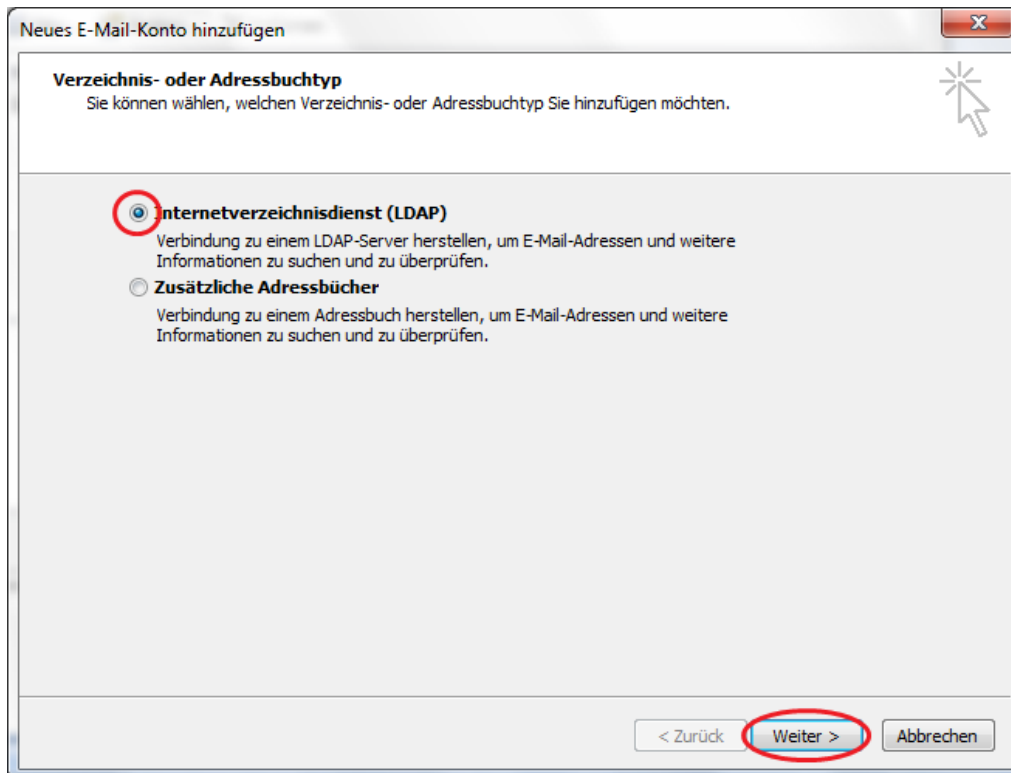 Neues E-Mail-Konto hinzufügen
Verzeichnis- oder Adressbuchtyp
Sie können wählen, welchen Verzeichnis- oder Adressbuchtyp Sie hinzufügen möchten.
Internetverzeichnisdienst (LDAP)
Verbindung zu einem LDAP-Server herstellen, um E-Mail-Adressen und weitere
Informationen zu suchen und zu überprüfen.
Zusätzliche Adressbücher
Verbindung zu einem Adressbuch herstellen, um E-Mail-Adressen und weitere
Informationen zu suchen und zu überprüfen.
< Zurück Weiter > Abbrechen